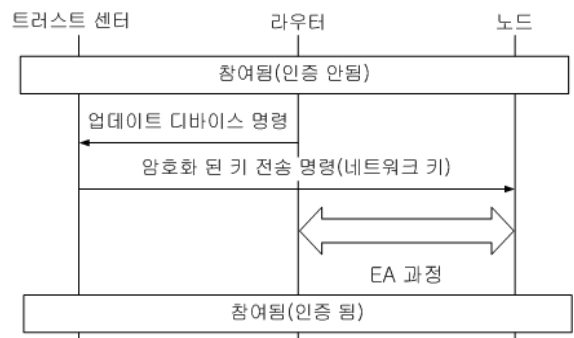 트러스트 센터 라우터 노드
참여됨(인증 안됨)
업데이트 디바이스 명령
암호화 된 키 전송 명령(네트워크 키)
EA 과정
참여됨(인증 됨)